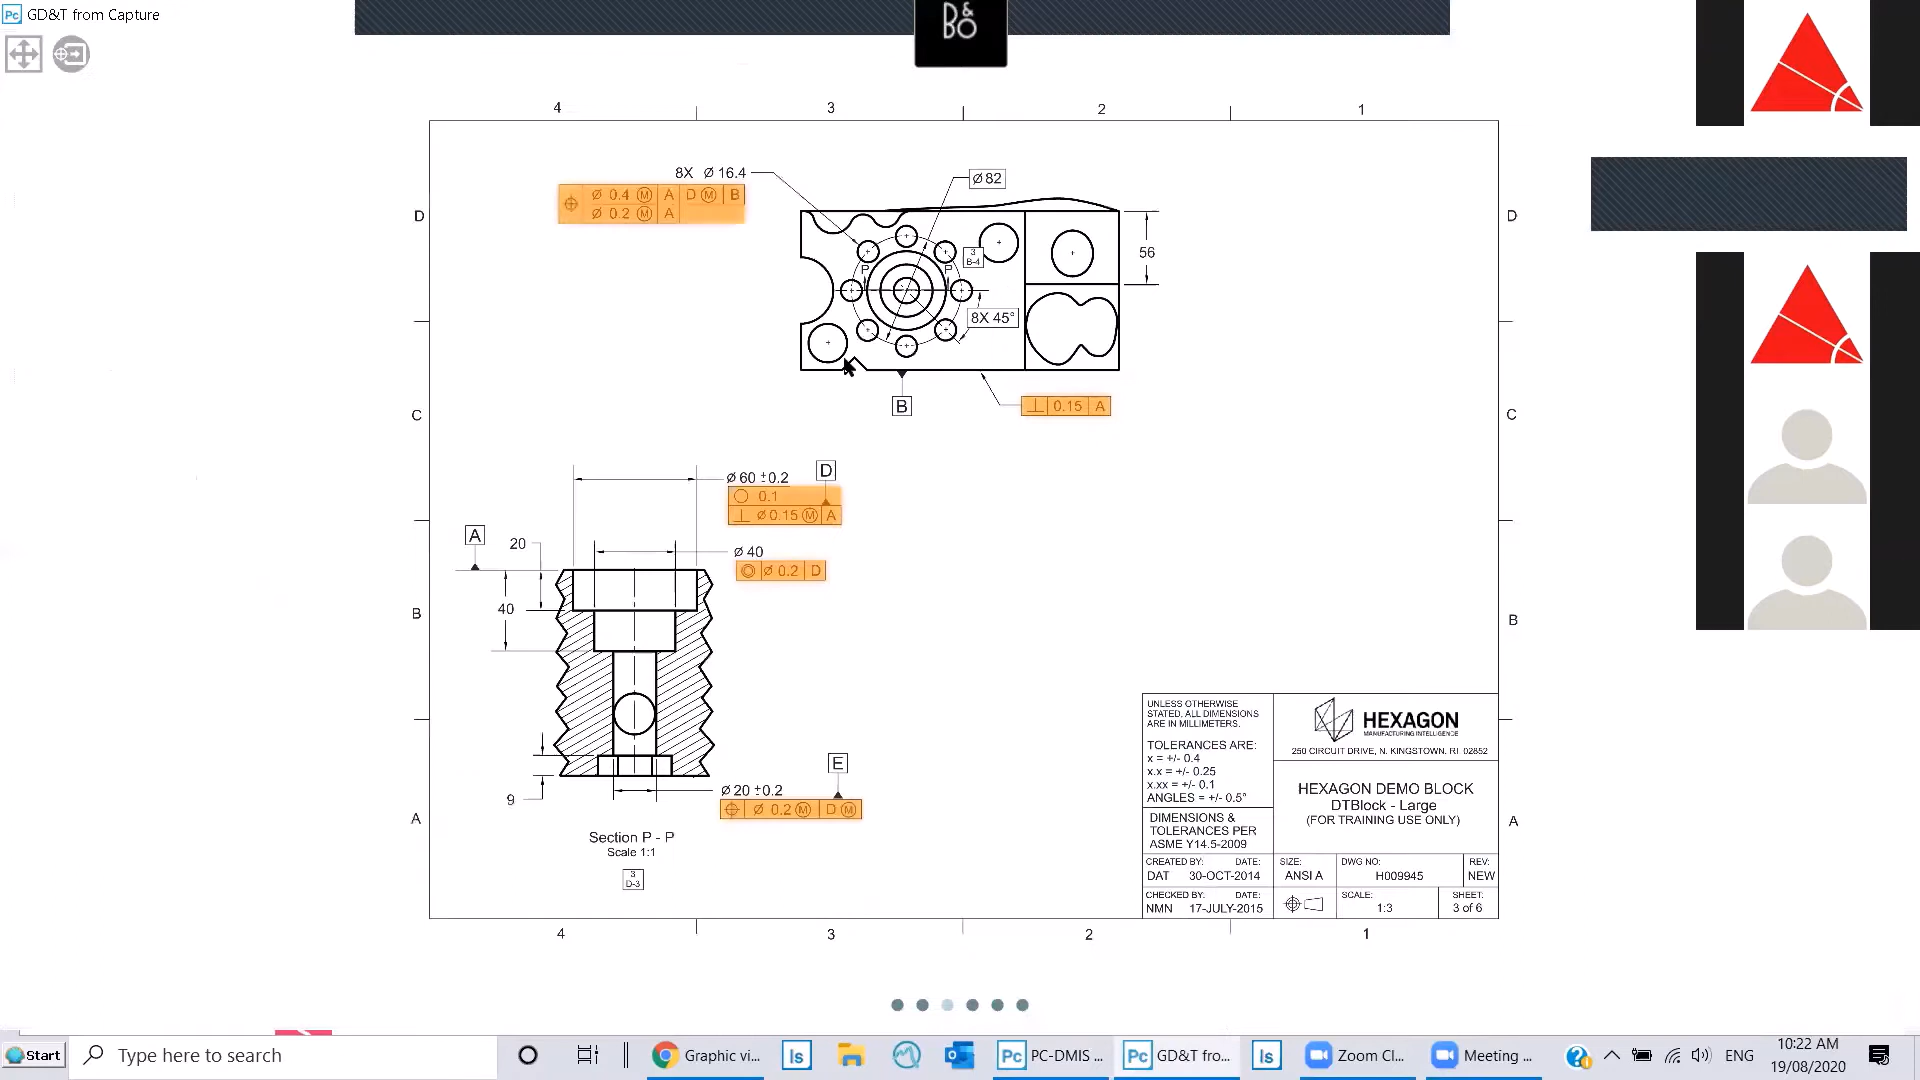 GD&T from Capture
B&O
4 3 2 1
8X Ø 16.4
⌖ Ø 0.4 Ⓜ A D Ⓜ B
Ø 0.2 Ⓜ A
Ø 82
D D
56
3
B-4
P P
8X 45°
B
⊥ 0.15 A
C C
Ø 60 ±0.2
D
○ 0.1
⊥ Ø 0.15 Ⓜ A
A
20
Ø 40
◎ Ø 0.2 D
40
B B
9
E
Ø 20 ±0.2
⌖ Ø 0.2 Ⓜ D Ⓜ
A A
Section P - P
Scale 1:1
3
D-3
UNLESS OTHERWISE
STATED, ALL DIMENSIONS
ARE IN MILLIMETERS.
TOLERANCES ARE:
x = +/- 0.4
x.x = +/- 0.25
x.xx = +/- 0.1
ANGLES = +/- 0.5°
DIMENSIONS &
TOLERANCES PER
ASME Y14.5-2009
HEXAGON
MANUFACTURING INTELLIGENCE
250 CIRCUIT DRIVE, N. KINGSTOWN. RI 02852
HEXAGON DEMO BLOCK
DTBlock - Large
(FOR TRAINING USE ONLY)
CREATED BY: DATE:
DAT 30-OCT-2014
SIZE:
ANSI A
DWG NO:
H009945
REV:
NEW
CHECKED BY: DATE:
NMN 17-JULY-2015
SCALE:
1:3
SHEET:
3 of 6
4 3 2 1
Start
Type here to search
Graphic vi...
Is
Pc PC-DMIS ...
Pc GD&T fro...
Is
Zoom Cl...
Meeting ...
ENG
10:22 AM
19/08/2020